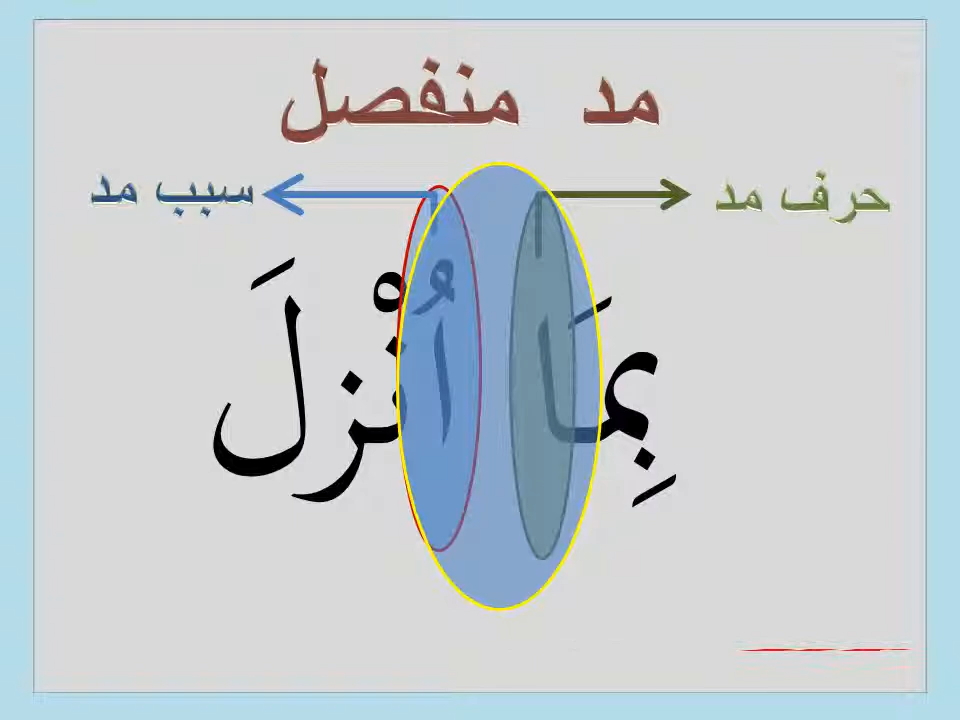 مد منفصل
حرف مد
سبب مد
بِمَا أُنْزِلَ